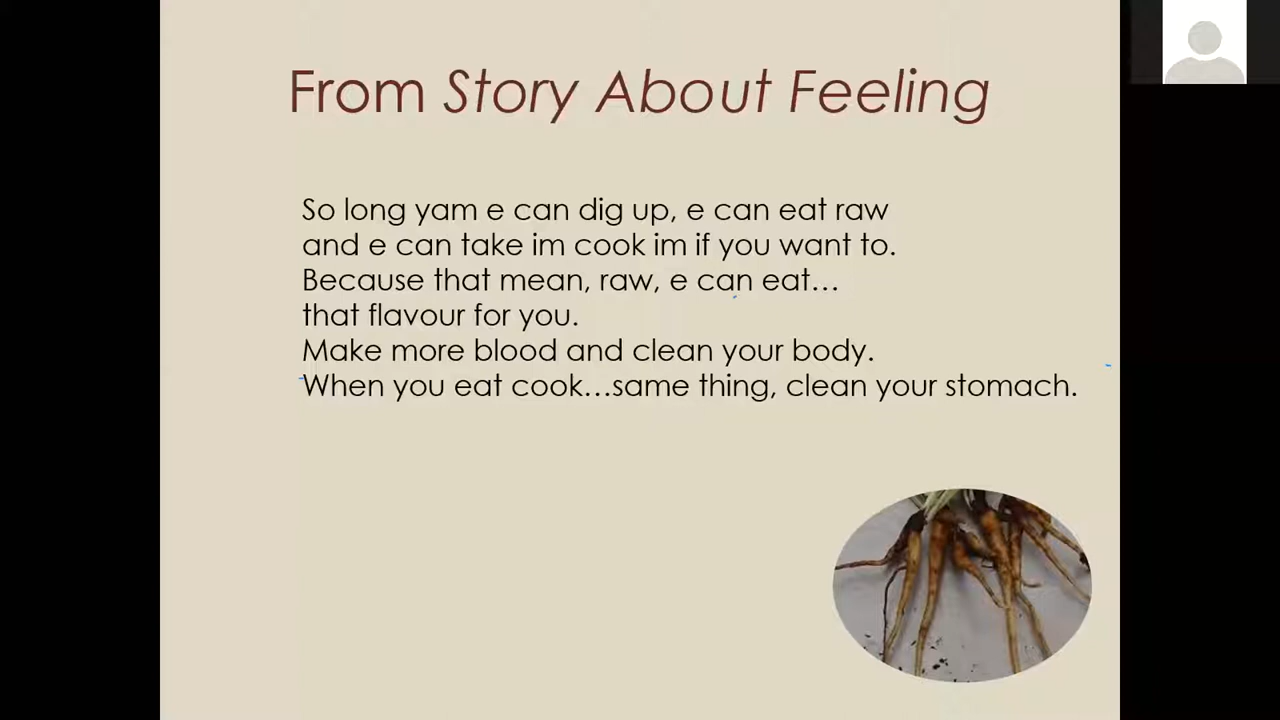 From Story About Feeling
So long yam e can dig up, e can eat raw
and e can take im cook im if you want to.
Because that mean, raw, e can eat…
that flavour for you.
Make more blood and clean your body.
When you eat cook…same thing, clean your stomach.